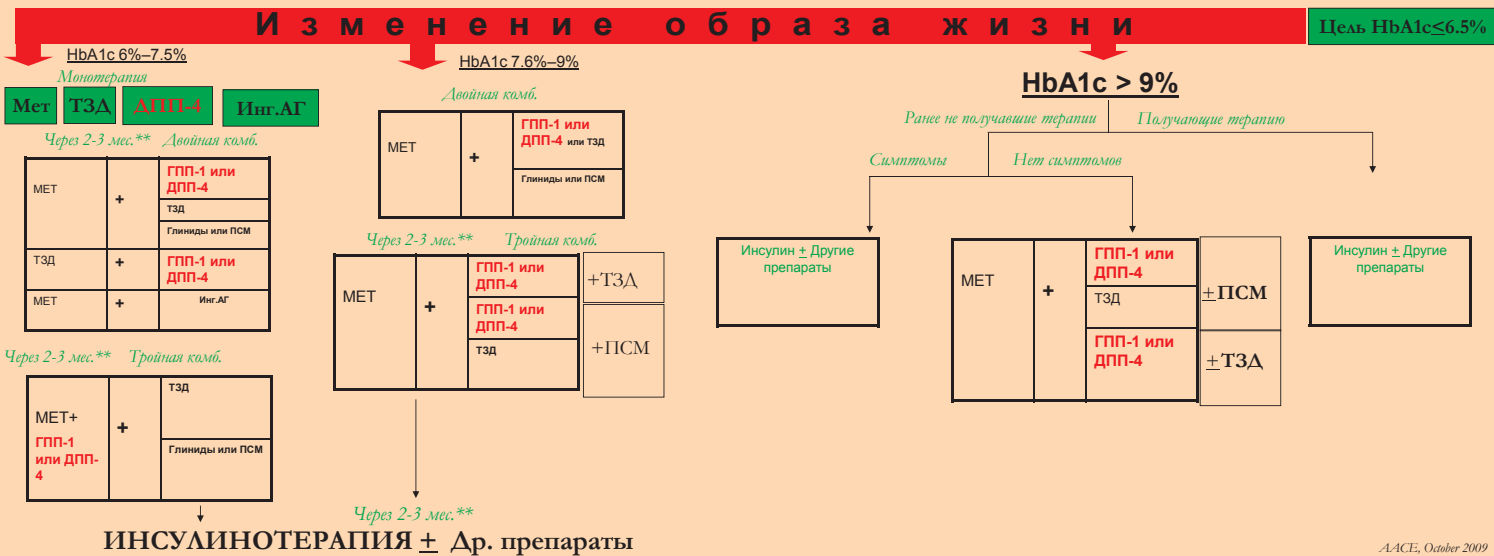 Изменение образа жизни
Цель HbA1c≤6.5%
HbA1c 6%–7.5%
Монотерапия
Мет ТЗД ДПП-4 Инг.АГ
Через 2-3 мес.** Двойная комб.
МЕТ + ГПП-1 или
ДПП-4
ТЗД
Глиниды или ПСМ
ТЗД + ГПП-1 или
ДПП-4
МЕТ + Инг.АГ
Через 2-3 мес.** Тройная комб.
МЕТ+
ГПП-1
или ДПП-
4
+
ТЗД
Глиниды или ПСМ
HbA1c 7.6%–9%
Двойная комб.
МЕТ + ГПП-1 или
ДПП-4 или ТЗД
Глиниды или ПСМ
Через 2-3 мес.** Тройная комб.
МЕТ + ГПП-1 или
ДПП-4
+ТЗД
ГПП-1 или
ДПП-4
ТЗД
+ПСМ
Через 2-3 мес.**
ИНСУЛИНОТЕРАПИЯ ± Др. препараты
HbA1c > 9%
Ранее не получавшие терапии Получающие терапию
Симптомы Нет симптомов
Инсулин ± Другие
препараты
МЕТ + ГПП-1 или
ДПП-4
ТЗД
±ПСМ
ГПП-1 или
ДПП-4
±ТЗД
Инсулин ± Другие
препараты
AACE, October 2009